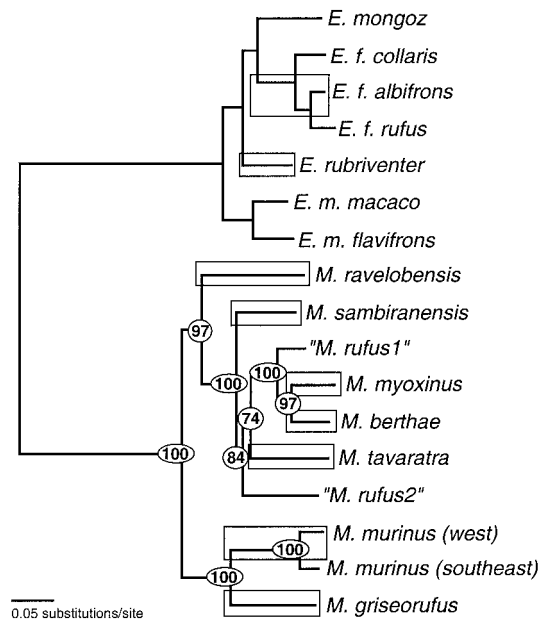 E. mongoz
E. f. collaris
E. f. albifrons
E. f. rufus
E. rubriventer
E. m. macaco
E. m. flavifrons
M. ravelobensis
M. sambiranensis
97
"M. rufus1"
100
100
M. myoxinus
97
74
M. berthae
100
84
M. tavaratra
"M. rufus2"
M. murinus (west)
100
M. murinus (southeast)
100
M. griseorufus
0.05 substitutions/site